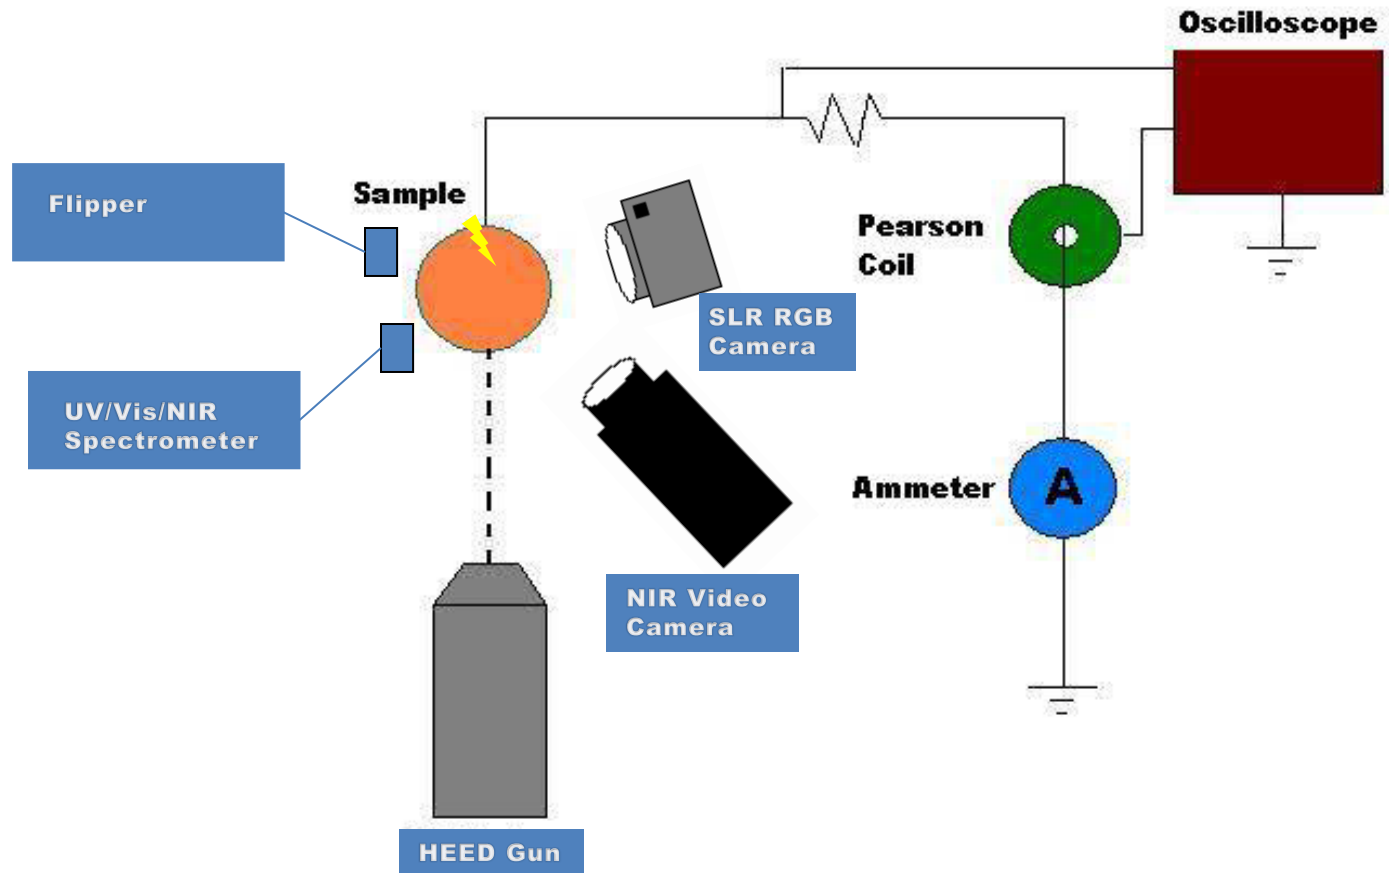 Oscilloscope
Flipper
Sample
Pearson
Coil
SLR RGB
Camera
UV/Vis/NIR
Spectrometer
Ammeter
A
NIR Video
Camera
HEED Gun